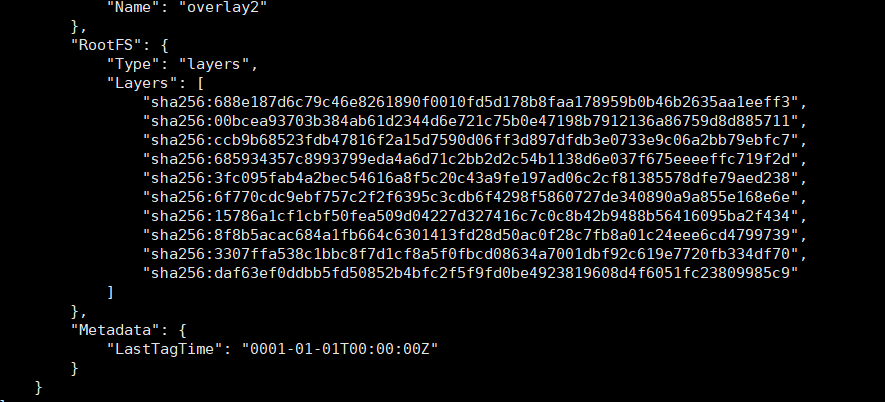 "Name": "overlay2"
},
"RootFS": {
"Type": "layers",
"Layers": [
"sha256:688e187d6c79c46e8261890f0010fd5d178b8faa178959b0b46b2635aa1eeff3",
"sha256:00bcea93703b384ab61d2344d6e721c75b0e47198b7912136a86759d8d885711",
"sha256:ccb9b68523fdb47816f2a15d7590d06ff3d897dfdb3e0733e9c06a2bb79ebfc7",
"sha256:685934357c8993799eda4a6d71c2bb2d2c54b1138d6e037f675eeeeffc719f2d",
"sha256:3fc095fab4a2bec54616a8f5c20c43a9fe197ad06c2cf81385578dfe79aed238",
"sha256:6f770cdc9ebf757c2f2f6395c3cdb6f4298f5860727de340890a9a855e168e6e",
"sha256:15786a1cf1cbf50fea509d04227d327416c7c0c8b42b9488b56416095ba2f434",
"sha256:8f8b5acac684a1fb664c6301413fd28d50ac0f28c7fb8a01c24eee6cd4799739",
"sha256:3307ffa538c1bbc8f7d1cf8a5f0fbcd08634a7001dbf92c619e7720fb334df70",
"sha256:daf63ef0ddbb5fd50852b4bfc2f5f9fd0be4923819608d4f6051fc23809985c9"
]
},
"Metadata": {
"LastTagTime": "0001-01-01T00:00:00Z"
}
}